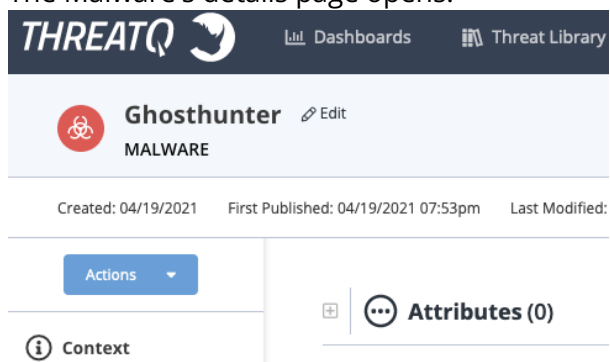 The Malware's details page opens.
THREATQ Dashboards Threat Library
Ghosthunter Edit
MALWARE
Created: 04/19/2021 First Published: 04/19/2021 07:53pm Last Modified:
Actions
Attributes (0)
Context